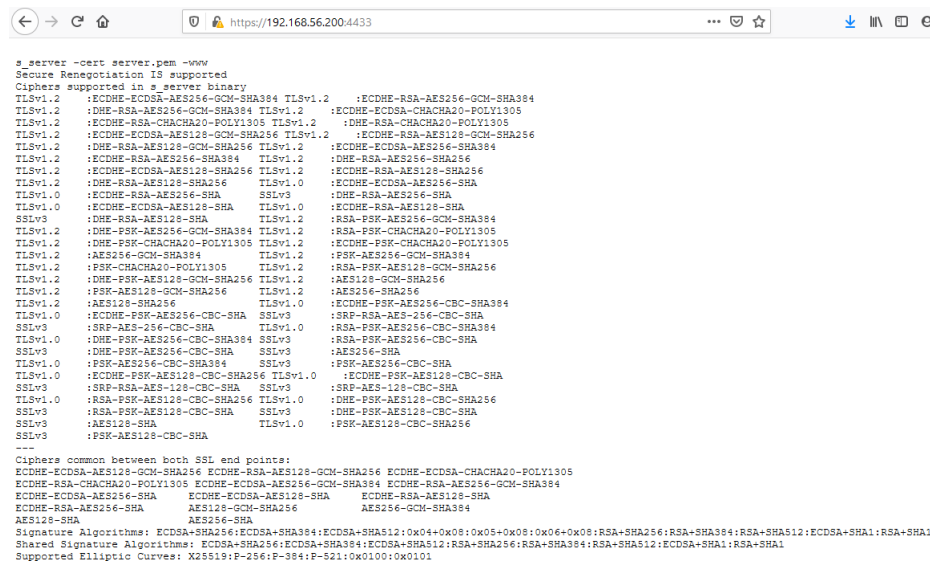 https://192.168.56.200:4433
s_server -cert server.pem -www
Secure Renegotiation IS supported
Ciphers supported in s_server binary
TLSv1.2    :ECDHE-ECDSA-AES256-GCM-SHA384 TLSv1.2    :ECDHE-RSA-AES256-GCM-SHA384
TLSv1.2    :DHE-RSA-AES256-GCM-SHA384 TLSv1.2    :ECDHE-ECDSA-CHACHA20-POLY1305
TLSv1.2    :ECDHE-RSA-CHACHA20-POLY1305 TLSv1.2    :DHE-RSA-CHACHA20-POLY1305
TLSv1.2    :ECDHE-ECDSA-AES128-GCM-SHA256 TLSv1.2    :ECDHE-RSA-AES128-GCM-SHA256
TLSv1.2    :DHE-RSA-AES128-GCM-SHA256 TLSv1.2    :ECDHE-ECDSA-AES256-SHA384
TLSv1.2    :ECDHE-RSA-AES256-SHA384   TLSv1.2    :DHE-RSA-AES256-SHA256
TLSv1.2    :ECDHE-ECDSA-AES128-SHA256 TLSv1.2    :ECDHE-RSA-AES128-SHA256
TLSv1.2    :DHE-RSA-AES128-SHA256     TLSv1.0    :ECDHE-ECDSA-AES256-SHA
TLSv1.0    :ECDHE-RSA-AES256-SHA      SSLv3      :DHE-RSA-AES256-SHA
TLSv1.0    :ECDHE-ECDSA-AES128-SHA    TLSv1.0    :ECDHE-RSA-AES128-SHA
SSLv3      :DHE-RSA-AES128-SHA        TLSv1.2    :RSA-PSK-AES256-GCM-SHA384
TLSv1.2    :DHE-PSK-AES256-GCM-SHA384 TLSv1.2    :RSA-PSK-CHACHA20-POLY1305
TLSv1.2    :DHE-PSK-CHACHA20-POLY1305 TLSv1.2    :ECDHE-PSK-CHACHA20-POLY1305
TLSv1.2    :AES256-GCM-SHA384         TLSv1.2    :PSK-AES256-GCM-SHA384
TLSv1.2    :PSK-CHACHA20-POLY1305     TLSv1.2    :RSA-PSK-AES128-GCM-SHA256
TLSv1.2    :DHE-PSK-AES128-GCM-SHA256 TLSv1.2    :AES128-GCM-SHA256
TLSv1.2    :PSK-AES128-GCM-SHA256     TLSv1.2    :AES256-SHA256
TLSv1.2    :AES128-SHA256             TLSv1.0    :ECDHE-PSK-AES256-CBC-SHA384
TLSv1.0    :ECDHE-PSK-AES256-CBC-SHA  SSLv3      :SRP-RSA-AES-256-CBC-SHA
SSLv3      :SRP-AES-256-CBC-SHA       TLSv1.0    :RSA-PSK-AES256-CBC-SHA384
TLSv1.0    :DHE-PSK-AES256-CBC-SHA384 SSLv3      :RSA-PSK-AES256-CBC-SHA
SSLv3      :DHE-PSK-AES256-CBC-SHA    SSLv3      :AES256-SHA
TLSv1.0    :PSK-AES256-CBC-SHA384     SSLv3      :PSK-AES256-CBC-SHA
TLSv1.0    :ECDHE-PSK-AES128-CBC-SHA256 TLSv1.0    :ECDHE-PSK-AES128-CBC-SHA
SSLv3      :SRP-RSA-AES-128-CBC-SHA   SSLv3      :SRP-AES-128-CBC-SHA
TLSv1.0    :RSA-PSK-AES128-CBC-SHA256 TLSv1.0    :DHE-PSK-AES128-CBC-SHA256
SSLv3      :RSA-PSK-AES128-CBC-SHA    SSLv3      :DHE-PSK-AES128-CBC-SHA
SSLv3      :AES128-SHA                TLSv1.0    :PSK-AES128-CBC-SHA256
SSLv3      :PSK-AES128-CBC-SHA
---
Ciphers common between both SSL end points:
ECDHE-ECDSA-AES128-GCM-SHA256 ECDHE-RSA-AES128-GCM-SHA256 ECDHE-ECDSA-CHACHA20-POLY1305
ECDHE-RSA-CHACHA20-POLY1305 ECDHE-ECDSA-AES256-GCM-SHA384 ECDHE-RSA-AES256-GCM-SHA384
ECDHE-ECDSA-AES256-SHA     ECDHE-ECDSA-AES128-SHA     ECDHE-RSA-AES128-SHA
ECDHE-RSA-AES256-SHA       AES128-GCM-SHA256          AES256-GCM-SHA384
AES128-SHA                 AES256-SHA
Signature Algorithms: ECDSA+SHA256:ECDSA+SHA384:ECDSA+SHA512:0x04+0x08:0x05+0x08:0x06+0x08:RSA+SHA256:RSA+SHA384:RSA+SHA512:ECDSA+SHA1:RSA+SHA1
Shared Signature Algorithms: ECDSA+SHA256:ECDSA+SHA384:ECDSA+SHA512:RSA+SHA256:RSA+SHA384:RSA+SHA512:ECDSA+SHA1:RSA+SHA1
Supported Elliptic Curves: X25519:P-256:P-384:P-521:0x0100:0x0101